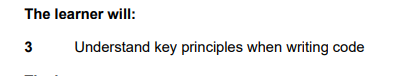 The learner will:
3 Understand key principles when writing code